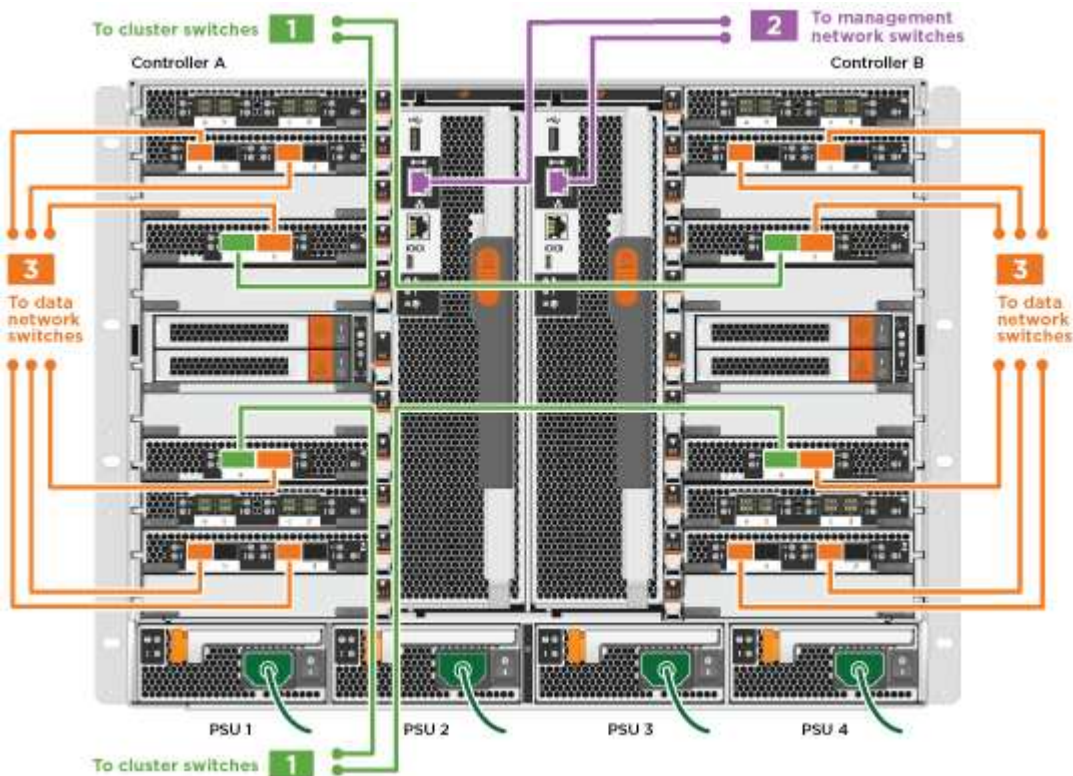 To cluster switches 1
2 To management
network switches
Controller A
Controller B
3
To data
network
switches
3
To data
network
switches
PSU 1
PSU 2
PSU 3
PSU 4
To cluster switches 1